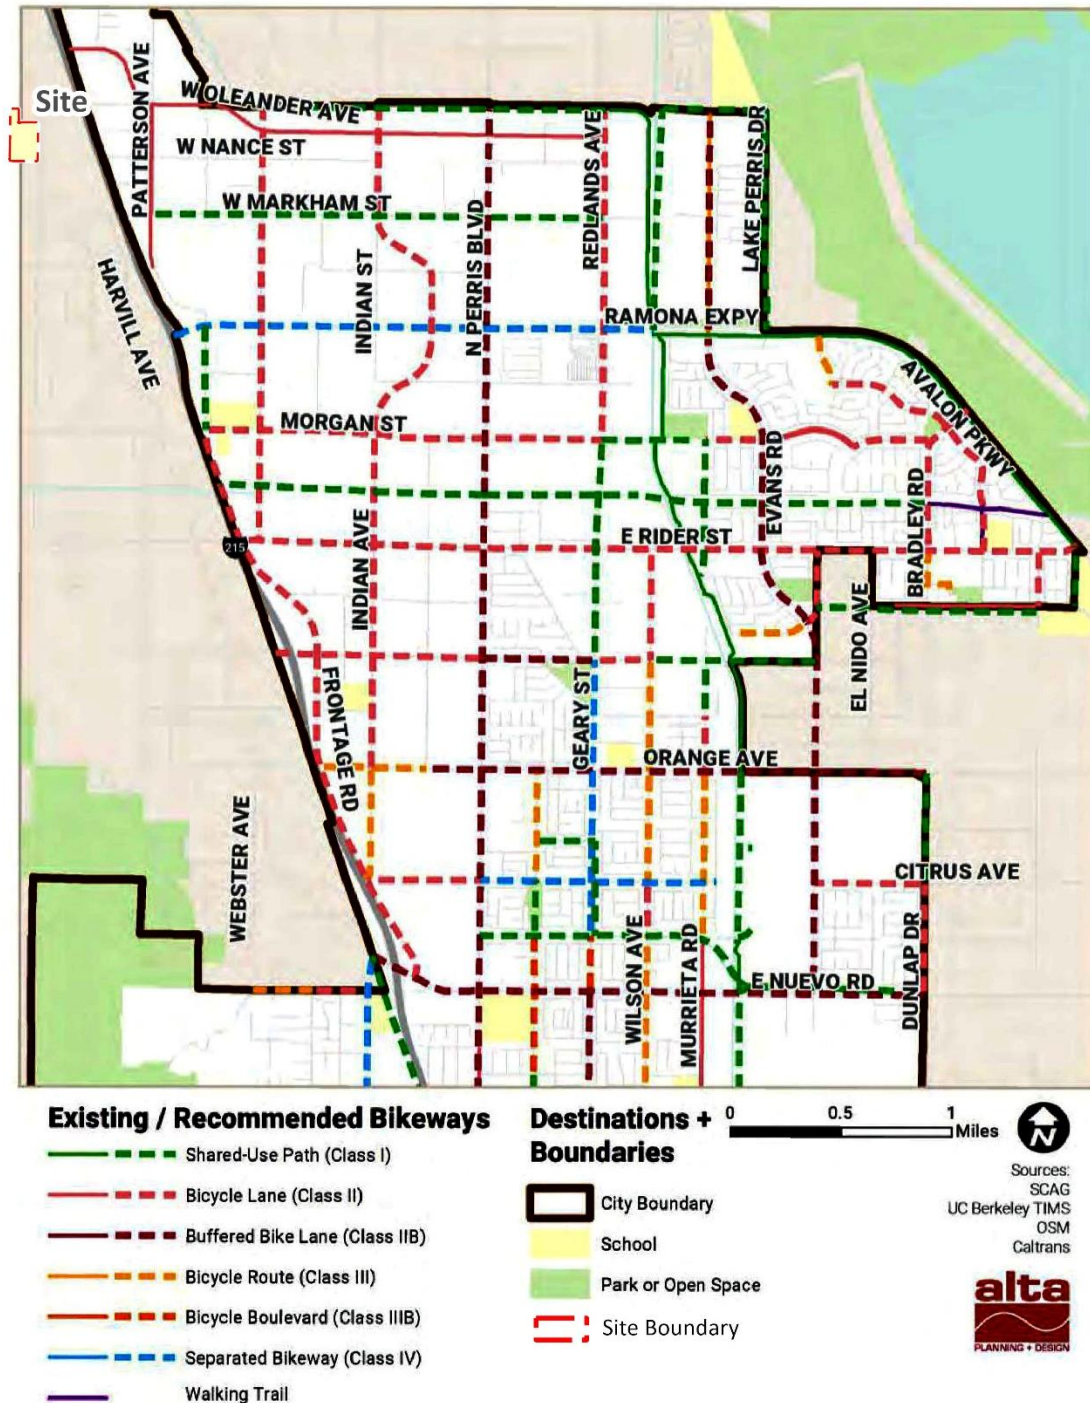 Site
PATTERSON AVE
W OLEANDER AVE
W NANCE ST
W MARKHAM ST
INDIAN ST
N PERRIS BLVD
REDLANDS AVE
LAKE PERRIS DR
HARVILL AVE
RAMONA EXPY
AVALON PKWY
MORGAN ST
EVANS RD
BRADLEY RD
E RIDER ST
215
INDIAN AVE
EL NIDO AVE
FRONTAGE RD
GEARY ST
ORANGE AVE
WEBSTER AVE
CITRUS AVE
WILSON AVE
MURRIETA RD
E NUEVO RD
DUNLAP DR
Existing / Recommended Bikeways
Shared-Use Path (Class I)
Bicycle Lane (Class II)
Buffered Bike Lane (Class IIB)
Bicycle Route (Class III)
Bicycle Boulevard (Class IIIB)
Separated Bikeway (Class IV)
Walking Trail
Destinations +
Boundaries
City Boundary
School
Park or Open Space
Site Boundary
0 0.5 1
Miles
N
Sources:
SCAG
UC Berkeley TIMS
OSM
Caltrans
alta
PLANNING + DESIGN